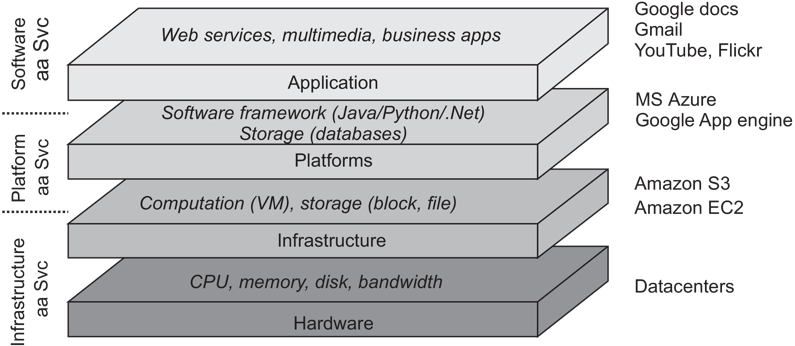 Software
aa Svc
Web services, multimedia, business apps
Application
Google docs
Gmail
YouTube, Flickr
Platform
aa Svc
Software framework (Java/Python/.Net)
Storage (databases)
Platforms
MS Azure
Google App engine
Infrastructure
aa Svc
Computation (VM), storage (block, file)
Infrastructure
Amazon S3
Amazon EC2
CPU, memory, disk, bandwidth
Hardware
Datacenters